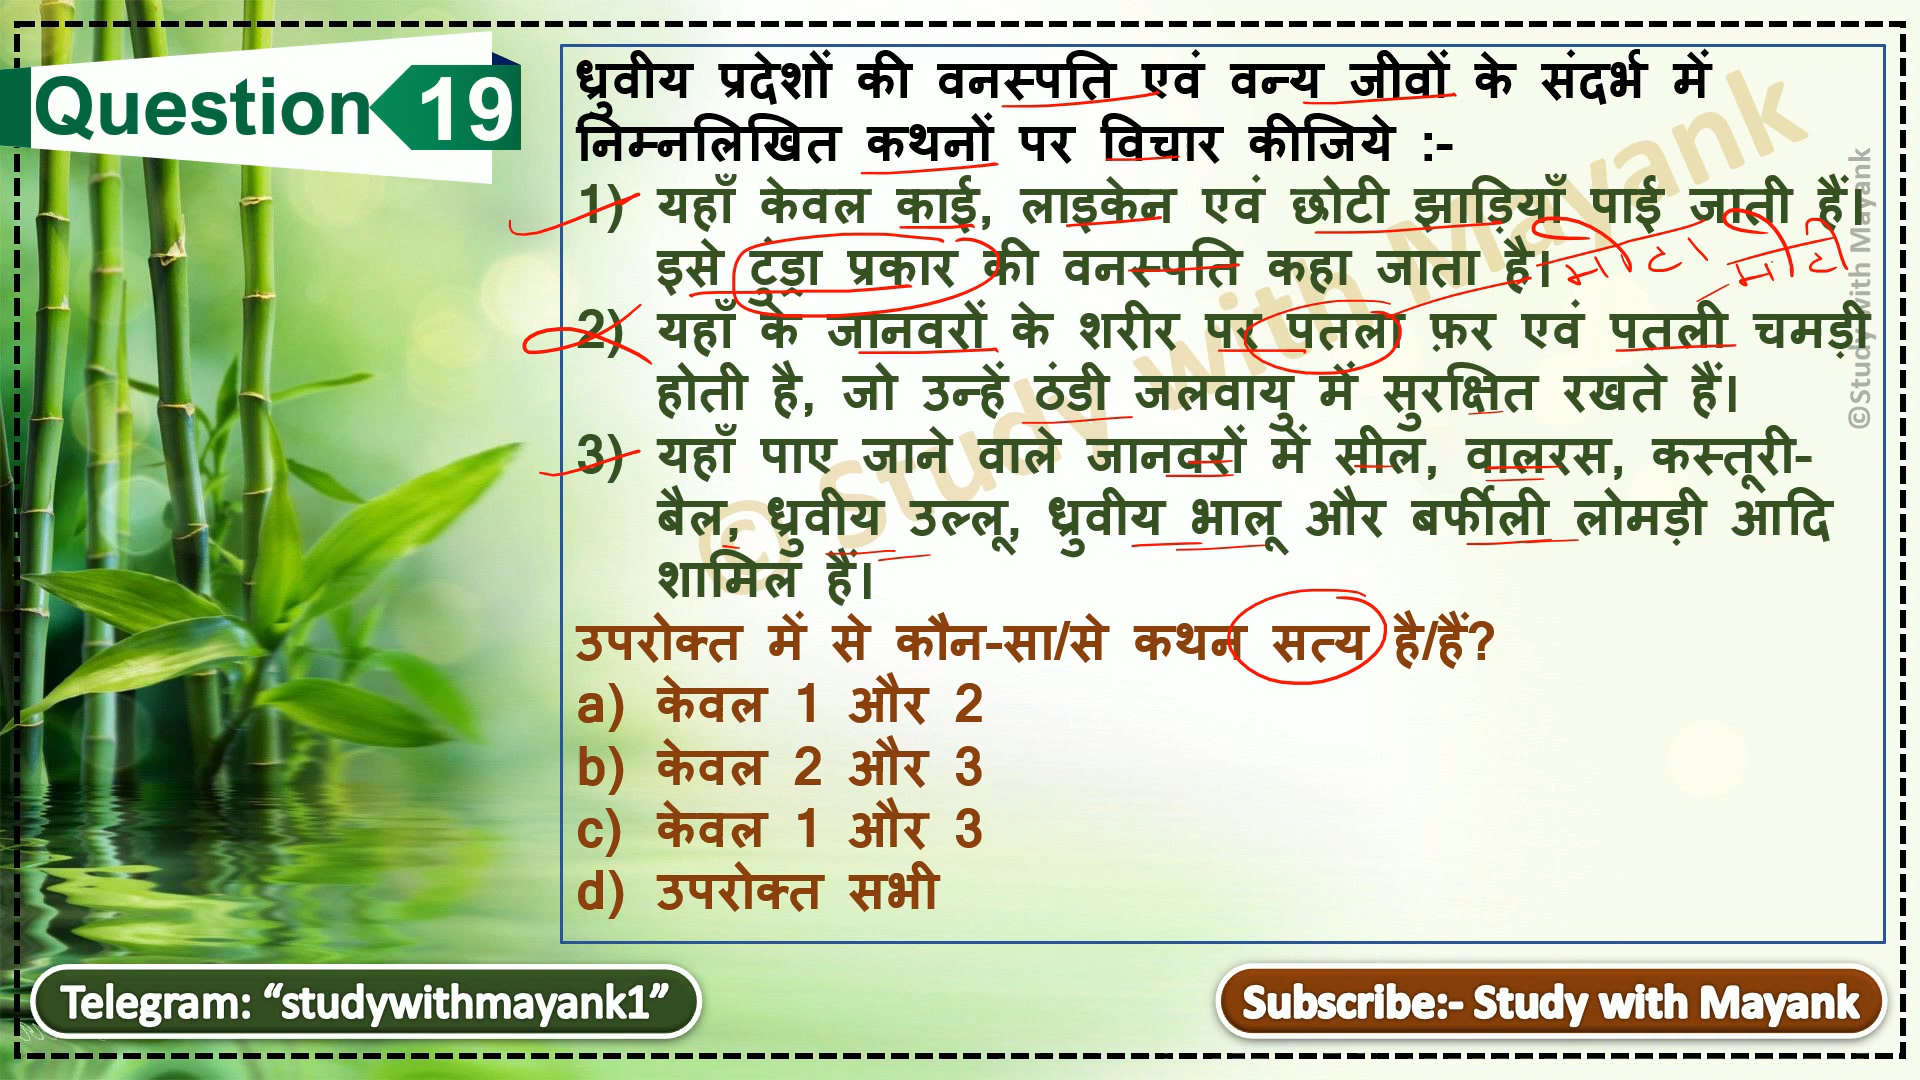 Question 19
ध्रुवीय प्रदेशों की वनस्पति एवं वन्य जीवों के संदर्भ में
निम्नलिखित कथनों पर विचार कीजिये :-
1) यहाँ केवल काई, लाइकेन एवं छोटी झाड़ियाँ पाई जाती हैं।
इसे टुंड्रा प्रकार की वनस्पति कहा जाता है।
2) यहाँ के जानवरों के शरीर पर पतला फ़र एवं पतली चमड़ी
होती है, जो उन्हें ठंडी जलवायु में सुरक्षित रखते हैं।
3) यहाँ पाए जाने वाले जानवरों में सील, वालरस, कस्तूरी-
बैल, ध्रुवीय उल्लू, ध्रुवीय भालू और बर्फीली लोमड़ी आदि
शामिल हैं।
उपरोक्त में से कौन-सा/से कथन सत्य है/हैं?
a) केवल 1 और 2
b) केवल 2 और 3
c) केवल 1 और 3
d) उपरोक्त सभी
© Study with Mayank
©Study with Mayank
Telegram: “studywithmayank1”
Subscribe:- Study with Mayank